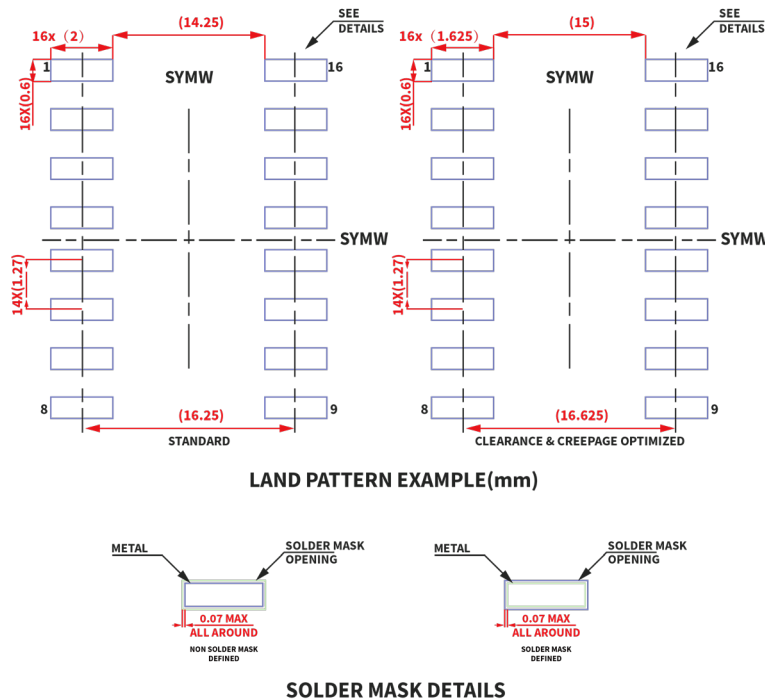 (14.25)
16x（2）
SEE
DETAILS
1
16
SYMW
16X(0.6)
SYMW
14X(1.27)
8
9
(16.25)
STANDARD
(15)
16x（1.625）
SEE
DETAILS
1
16
SYMW
16X(0.6)
SYMW
14X(1.27)
8
9
(16.625)
CLEARANCE & CREEPAGE OPTIMIZED
LAND PATTERN EXAMPLE(mm)
METAL
SOLDER MASK
OPENING
0.07 MAX
ALL AROUND
NON SOLDER MASK
DEFINED
METAL
SOLDER MASK
OPENING
0.07 MAX
ALL AROUND
SOLDER MASK
DEFINED
SOLDER MASK DETAILS